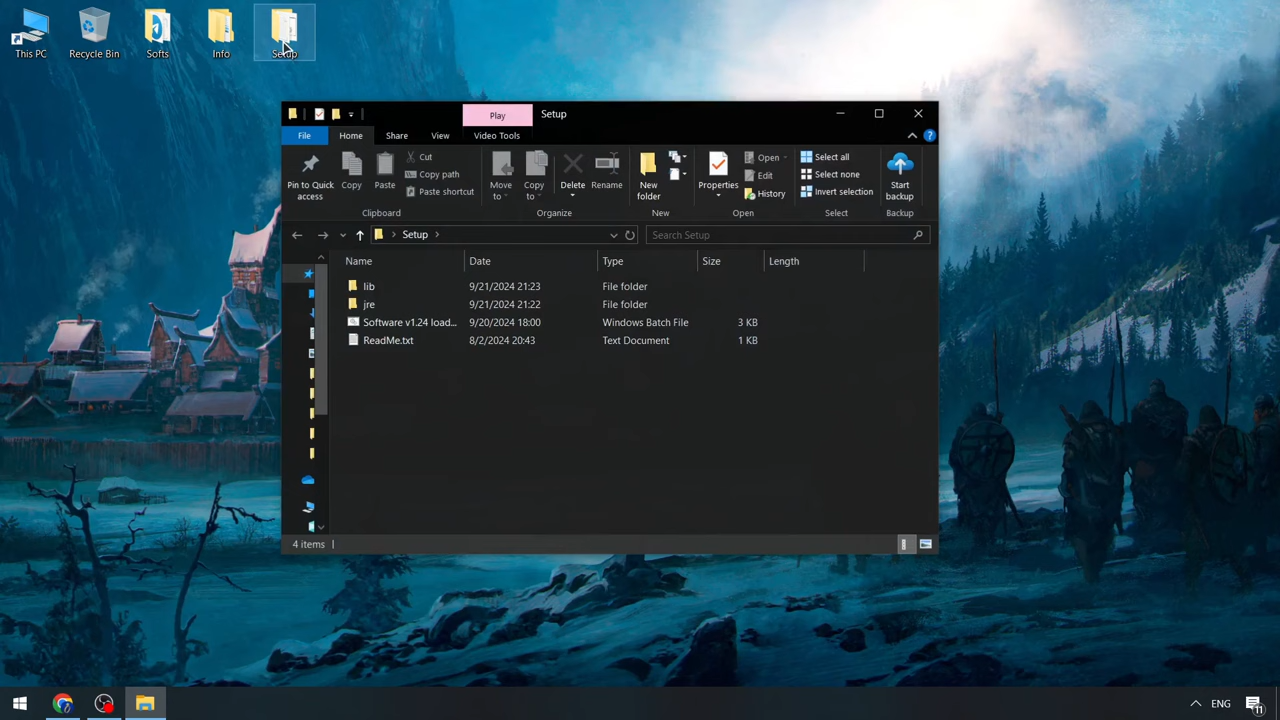 This PC
Recycle Bin
Softs
Info
Setup
Play
Setup
File
Home
Share
View
Video Tools
Pin to Quick access
Copy
Paste
Cut
Copy path
Paste shortcut
Clipboard
Move to
Copy to
Delete
Rename
Organize
New folder
New
Properties
Open
Edit
History
Open
Select all
Select none
Invert selection
Select
Start backup
Backup
Setup
Search Setup
Name Date Type Size Length
lib 9/21/2024 21:23 File folder
jre 9/21/2024 21:22 File folder
Software v1.24 load... 9/20/2024 18:00 Windows Batch File 3 KB
ReadMe.txt 8/2/2024 20:43 Text Document 1 KB
4 items
ENG
11